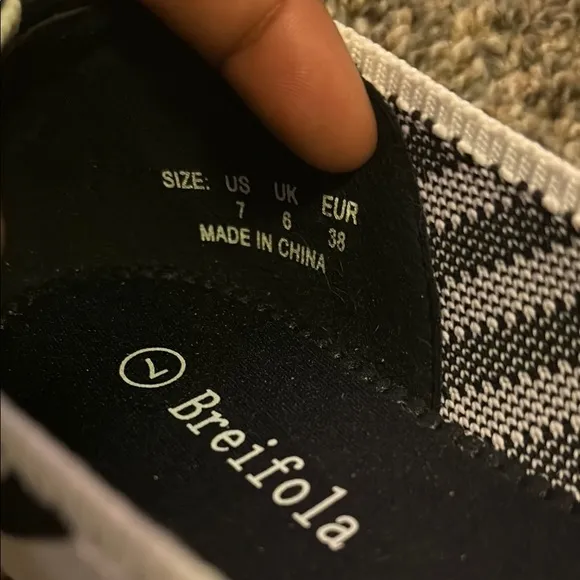 SIZE: US UK EUR
7 6 38
MADE IN CHINA
7
Breifola